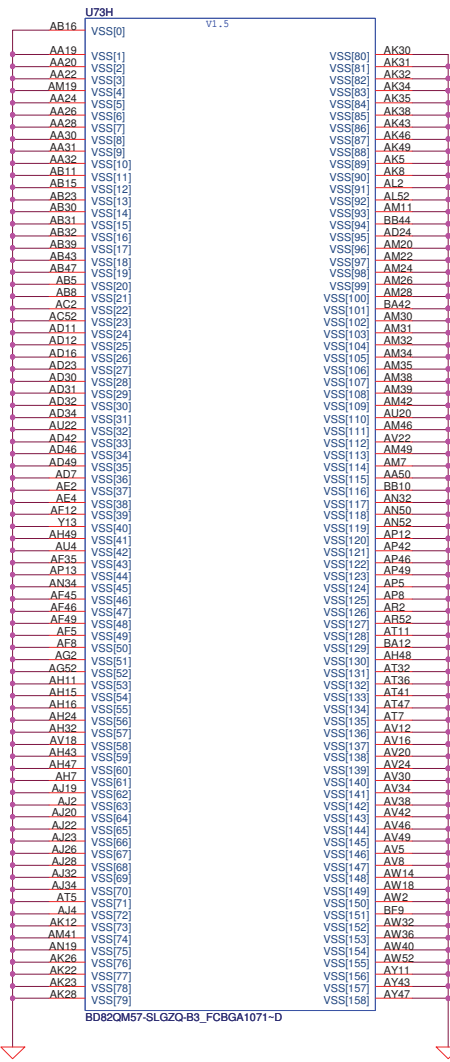 U73H
V1.5
AB16 VSS[0]
AA19 VSS[1]
AA20 VSS[2]
AA22 VSS[3]
AM19 VSS[4]
AA24 VSS[5]
AA26 VSS[6]
AA28 VSS[7]
AA30 VSS[8]
AA31 VSS[9]
AA32 VSS[10]
AB11 VSS[11]
AB15 VSS[12]
AB23 VSS[13]
AB30 VSS[14]
AB31 VSS[15]
AB32 VSS[16]
AB39 VSS[17]
AB43 VSS[18]
AB47 VSS[19]
AB5 VSS[20]
AB8 VSS[21]
AC2 VSS[22]
AC52 VSS[23]
AD11 VSS[24]
AD12 VSS[25]
AD16 VSS[26]
AD23 VSS[27]
AD30 VSS[28]
AD31 VSS[29]
AD32 VSS[30]
AD34 VSS[31]
AU22 VSS[32]
AD42 VSS[33]
AD46 VSS[34]
AD49 VSS[35]
AD7 VSS[36]
AE2 VSS[37]
AE4 VSS[38]
AF12 VSS[39]
Y13 VSS[40]
AH49 VSS[41]
AU4 VSS[42]
AF35 VSS[43]
AP13 VSS[44]
AN34 VSS[45]
AF45 VSS[46]
AF46 VSS[47]
AF49 VSS[48]
AF5 VSS[49]
AF8 VSS[50]
AG2 VSS[51]
AG52 VSS[52]
AH11 VSS[53]
AH15 VSS[54]
AH16 VSS[55]
AH24 VSS[56]
AH32 VSS[57]
AV18 VSS[58]
AH43 VSS[59]
AH47 VSS[60]
AH7 VSS[61]
AJ19 VSS[62]
AJ2 VSS[63]
AJ20 VSS[64]
AJ22 VSS[65]
AJ23 VSS[66]
AJ26 VSS[67]
AJ28 VSS[68]
AJ32 VSS[69]
AJ34 VSS[70]
AT5 VSS[71]
AJ4 VSS[72]
AK12 VSS[73]
AM41 VSS[74]
AN19 VSS[75]
AK26 VSS[76]
AK22 VSS[77]
AK23 VSS[78]
AK28 VSS[79]
VSS[80] AK30
VSS[81] AK31
VSS[82] AK32
VSS[83] AK34
VSS[84] AK35
VSS[85] AK38
VSS[86] AK43
VSS[87] AK46
VSS[88] AK49
VSS[89] AK5
VSS[90] AK8
VSS[91] AL2
VSS[92] AL52
VSS[93] AM11
VSS[94] BB44
VSS[95] AD24
VSS[96] AM20
VSS[97] AM22
VSS[98] AM24
VSS[99] AM26
VSS[100] AM28
VSS[101] BA42
VSS[102] AM30
VSS[103] AM31
VSS[104] AM32
VSS[105] AM34
VSS[106] AM35
VSS[107] AM38
VSS[108] AM39
VSS[109] AM42
VSS[110] AU20
VSS[111] AM46
VSS[112] AV22
VSS[113] AM49
VSS[114] AM7
VSS[115] AA50
VSS[116] BB10
VSS[117] AN32
VSS[118] AN50
VSS[119] AN52
VSS[120] AP12
VSS[121] AP42
VSS[122] AP46
VSS[123] AP49
VSS[124] AP5
VSS[125] AP8
VSS[126] AR2
VSS[127] AR52
VSS[128] AT11
VSS[129] BA12
VSS[130] AH48
VSS[131] AT32
VSS[132] AT36
VSS[133] AT41
VSS[134] AT47
VSS[135] AT7
VSS[136] AV12
VSS[137] AV16
VSS[138] AV20
VSS[139] AV24
VSS[140] AV30
VSS[141] AV34
VSS[142] AV38
VSS[143] AV42
VSS[144] AV46
VSS[145] AV49
VSS[146] AV5
VSS[147] AV8
VSS[148] AW14
VSS[149] AW18
VSS[150] AW2
VSS[151] BF9
VSS[152] AW32
VSS[153] AW36
VSS[154] AW40
VSS[155] AW52
VSS[156] AY11
VSS[157] AY43
VSS[158] AY47
BD82QM57-SLGZQ-B3_FCBGA1071~D